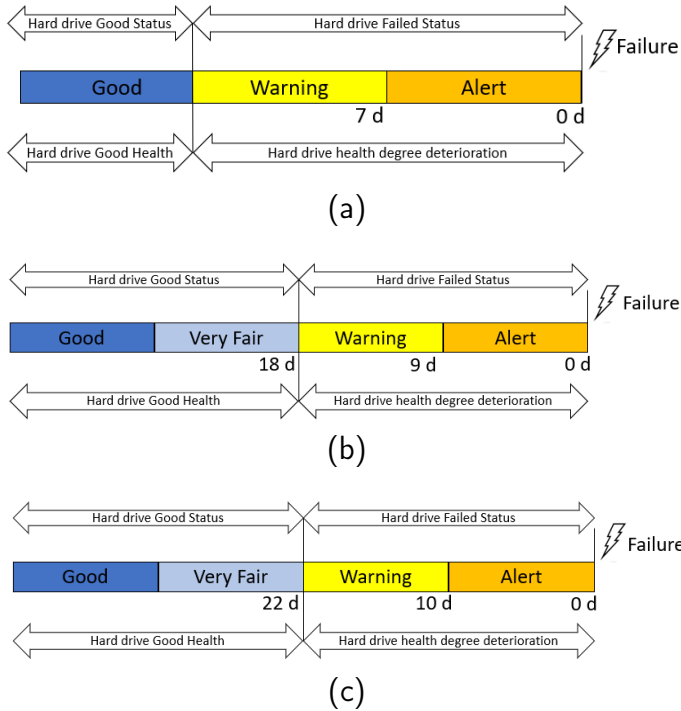 Hard drive Good Status Hard drive Failed Status
Failure
Good Warning Alert
7 d 0 d
Hard drive Good Health Hard drive health degree deterioration
(a)
Hard drive Good Status Hard drive Failed Status
Failure
Good Very Fair Warning Alert
18 d 9 d 0 d
Hard drive Good Health Hard drive health degree deterioration
(b)
Hard drive Good Status Hard drive Failed Status
Failure
Good Very Fair Warning Alert
22 d 10 d 0 d
Hard drive Good Health Hard drive health degree deterioration
(c)